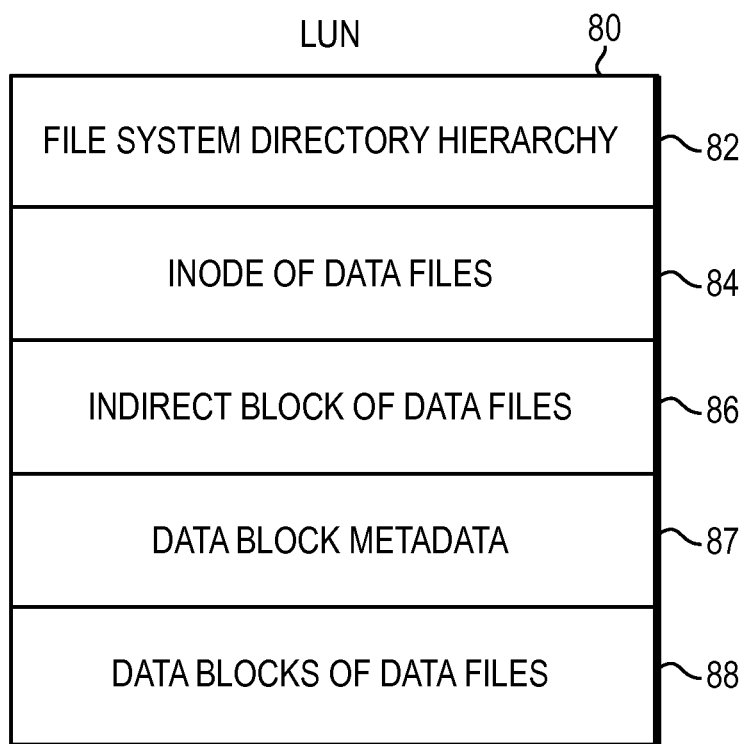 LUN
80
FILE SYSTEM DIRECTORY HIERARCHY
82
INODE OF DATA FILES
84
INDIRECT BLOCK OF DATA FILES
86
DATA BLOCK METADATA
87
DATA BLOCKS OF DATA FILES
88